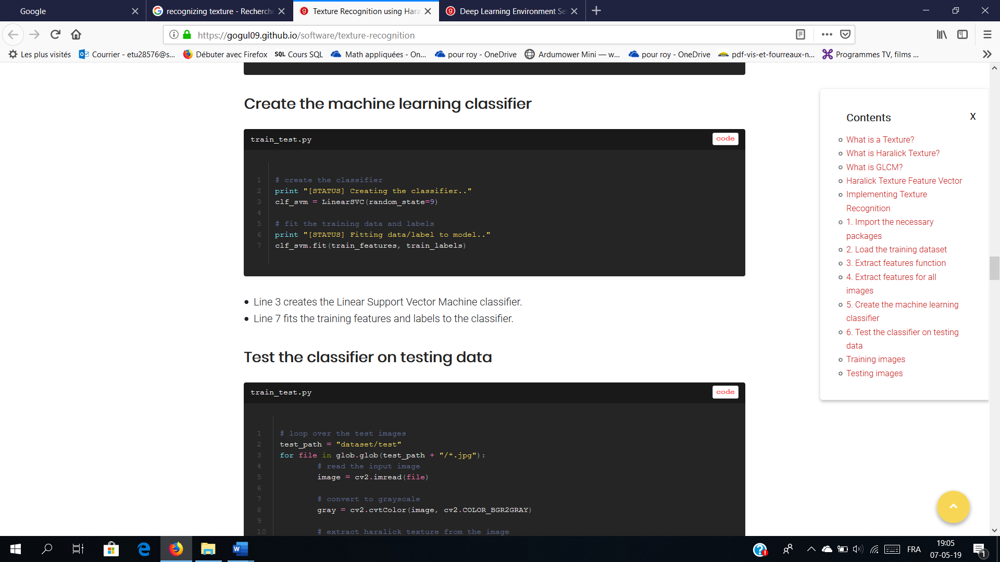 Google
recognizing texture - Recherche
Texture Recognition using Hara
Deep Learning Environment Se
https://gogul09.github.io/software/texture-recognition
Les plus visités
Courrier - etu28576@s...
Débuter avec Firefox
SQL Cours SQL
Math appliquées - On...
pour roy - OneDrive
Ardumower Mini — w...
pour roy - OneDrive
pdf-vis-et-fourreaux-n...
Programmes TV, films ...
Create the machine learning classifier
train_test.py
code
1 # create the classifier
2 print "[STATUS] Creating the classifier.."
3 clf_svm = LinearSVC(random_state=9)
4
5 # fit the training data and labels
6 print "[STATUS] Fitting data/label to model.."
7 clf_svm.fit(train_features, train_labels)
Line 3 creates the Linear Support Vector Machine classifier.
Line 7 fits the training features and labels to the classifier.
Test the classifier on testing data
train_test.py
code
1 # loop over the test images
2 test_path = "dataset/test"
3 for file in glob.glob(test_path + "/*.jpg"):
4 # read the input image
5 image = cv2.imread(file)
6
7 # convert to grayscale
8 gray = cv2.cvtColor(image, cv2.COLOR_BGR2GRAY)
9
10 # extract haralick texture from the image
Contents
X
What is a Texture?
What is Haralick Texture?
What is GLCM?
Haralick Texture Feature Vector
Implementing Texture
Recognition
1. Import the necessary
packages
2. Load the training dataset
3. Extract features function
4. Extract features for all
images
5. Create the machine learning
classifier
6. Test the classifier on testing
data
Training images
Testing images
FRA
19:05
07-05-19
1